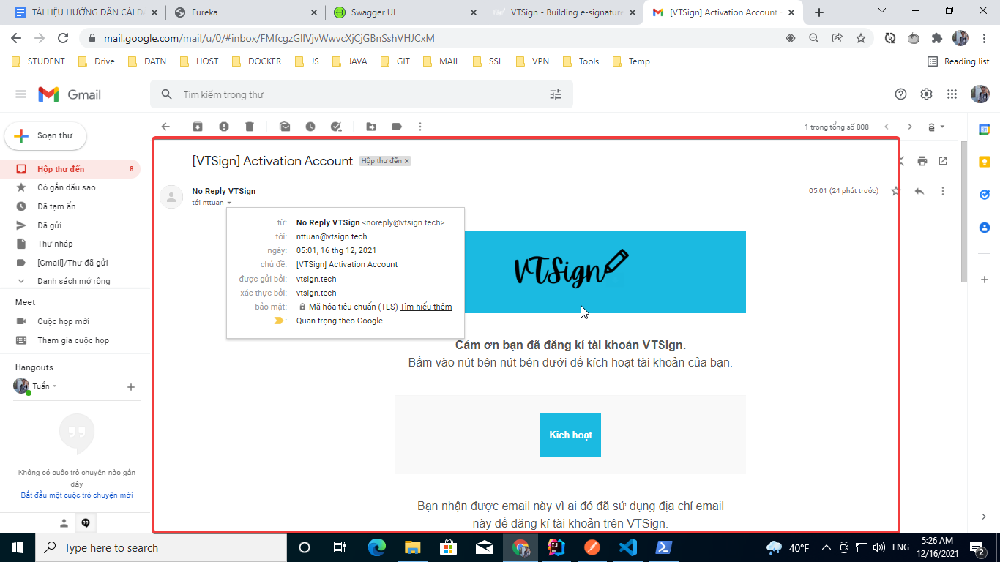 TÀI LIỆU HƯỚNG DẪN CÀI Đ
Eureka
Swagger UI
VTSign - Building e-signature
[VTSign] Activation Account
mail.google.com/mail/u/0/#inbox/FMfcgzGlIVjvWwvcXjCjGBnSshVHJCxM
STUDENT
Drive
DATN
HOST
DOCKER
JS
JAVA
GIT
MAIL
SSL
VPN
Tools
Temp
Reading list
Gmail
Tìm kiếm trong thư
Soạn thư
1 trong tổng số 808
Hộp thư đến 8
Có gắn dấu sao
Đã tạm ẩn
Đã gửi
Thư nháp
[Gmail]/Thư đã gửi
Danh sách mở rộng
Meet
Cuộc họp mới
Tham gia cuộc họp
Hangouts
Tuấn
Không có cuộc trò chuyện nào gần
đây
Bắt đầu một cuộc trò chuyện mới
[VTSign] Activation Account Hộp thư đến x
No Reply VTSign
05:01 (24 phút trước)
tới nttuan
từ: No Reply VTSign <noreply@vtsign.tech>
tới: nttuan@vtsign.tech
ngày: 05:01, 16 thg 12, 2021
chủ đề: [VTSign] Activation Account
được gửi bởi: vtsign.tech
xác thực bởi: vtsign.tech
bảo mật: Mã hóa tiêu chuẩn (TLS) Tìm hiểu thêm
: Quan trọng theo Google.
VTSign
Cảm ơn bạn đã đăng kí tài khoản VTSign.
Bấm vào nút bên nút bên dưới để kích hoạt tài khoản của bạn.
Kích hoạt
Bạn nhận được email này vì ai đó đã sử dụng địa chỉ email
này để đăng kí tài khoản trên VTSign.
31
Type here to search
40°F
ENG
5:26 AM
12/16/2021
2